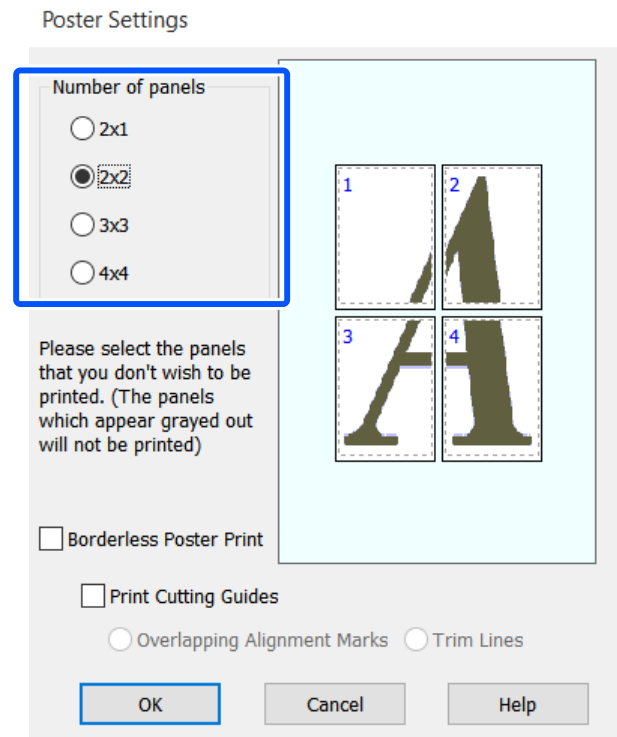 Poster Settings
Number of panels
2x1
2x2
3x3
4x4
1
2
3
4
Please select the panels
that you don't wish to be
printed. (The panels
which appear grayed out
will not be printed)
Borderless Poster Print
Print Cutting Guides
Overlapping Alignment Marks
Trim Lines
OK
Cancel
Help